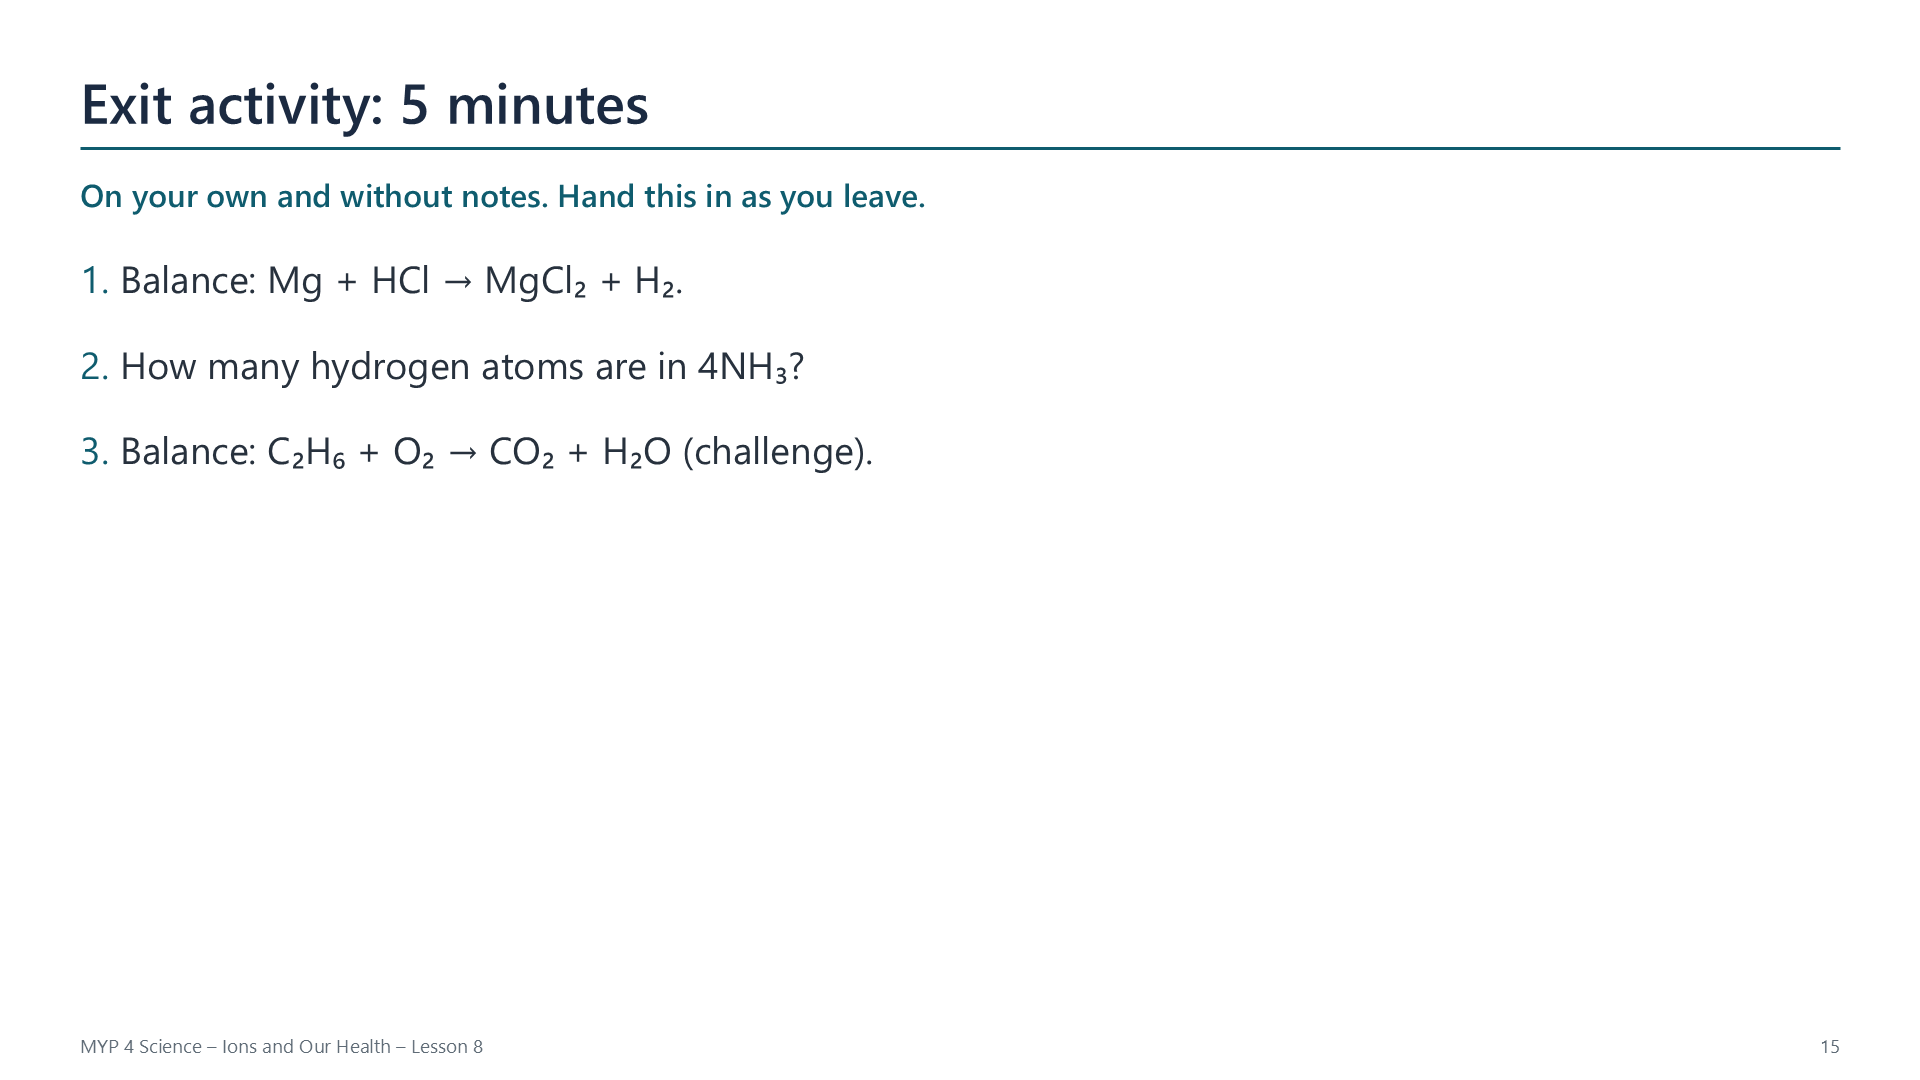 Exit activity: 5 minutes
On your own and without notes. Hand this in as you leave.
1. Balance: Mg + HCl → MgCl₂ + H₂.
2. How many hydrogen atoms are in 4NH₃?
3. Balance: C₂H₆ + O₂ → CO₂ + H₂O (challenge).
MYP 4 Science – Ions and Our Health – Lesson 8
15